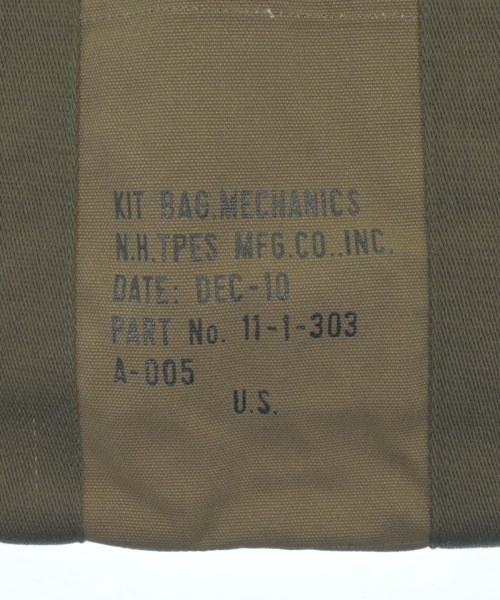 KIT BAG.MECHANICS
N.H.TPES MFG.CO..INC.
DATE: DEC-10
PART No. 11-1-303
A-005
U.S.